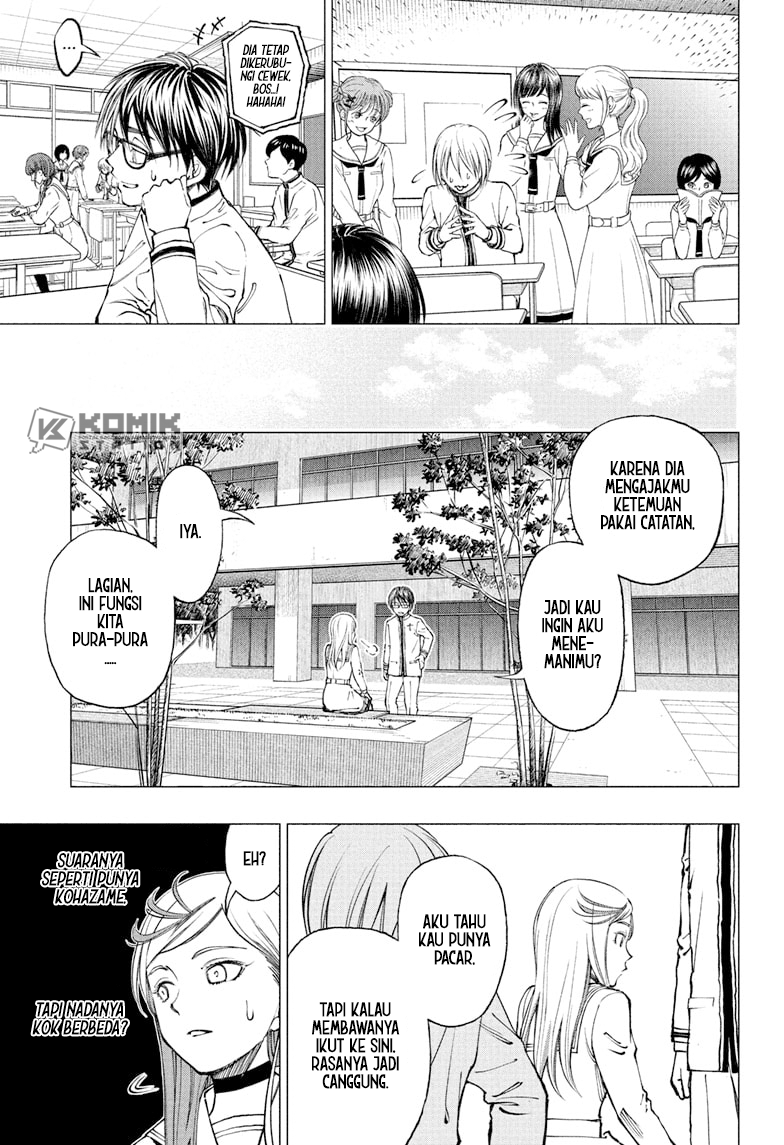 DIA TETAP
DIKERUBU-
NGI CEWEK,
BOS..!
HAHAHA!
...
KOMIK
STATION
KARENA DIA
MENGAJAKMU
KETEMUAN
PAKAI CATATAN.
JADI KAU
INGIN AKU
MENE-
MANIMU?
IYA.
LAGIAN,
INI FUNGSI
KITA
PURA-PURA
.....
AKU TAHU
KAU PUNYA
PACAR.
TAPI KALAU
MEMBAWANYA
IKUT KE SINI,
RASANYA JADI
CANGGUNG.
EH?
SUARANYA
SEPERTI PUNYA
KOHAZAME,
TAPI NADANYA
KOK BERBEDA?